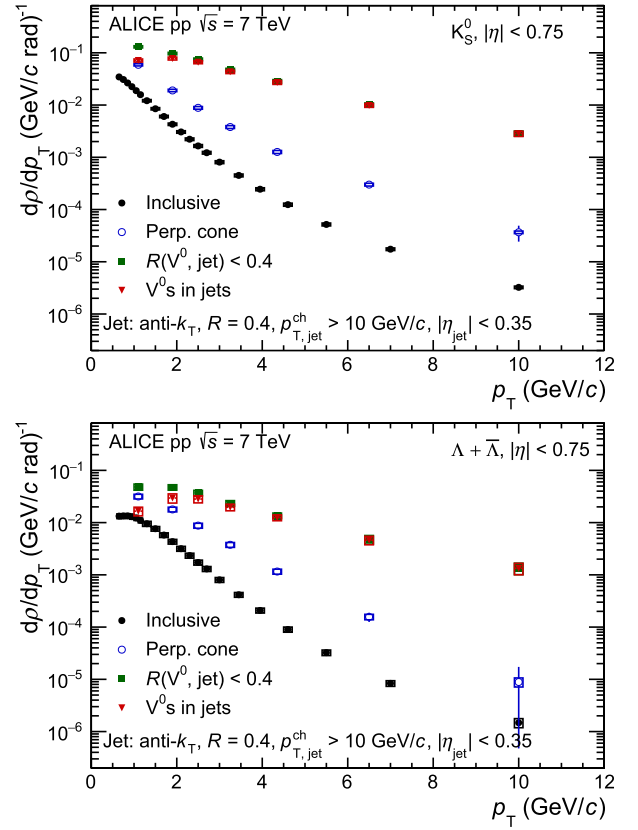 ALICE pp √s = 7 TeV
K⁰_S, |η| < 0.75
dρ/dp_T (GeV/c rad)⁻¹
10⁻¹
10⁻²
10⁻³
10⁻⁴
10⁻⁵
10⁻⁶
Inclusive
Perp. cone
R(V⁰, jet) < 0.4
V⁰s in jets
Jet: anti-k_T, R = 0.4, p^ch_T, jet > 10 GeV/c, |η_jet| < 0.35
0 2 4 6 8 10 12
p_T (GeV/c)
ALICE pp √s = 7 TeV
Λ + Λ̅, |η| < 0.75
dρ/dp_T (GeV/c rad)⁻¹
10⁻¹
10⁻²
10⁻³
10⁻⁴
10⁻⁵
10⁻⁶
Inclusive
Perp. cone
R(V⁰, jet) < 0.4
V⁰s in jets
Jet: anti-k_T, R = 0.4, p^ch_T, jet > 10 GeV/c, |η_jet| < 0.35
0 2 4 6 8 10 12
p_T (GeV/c)